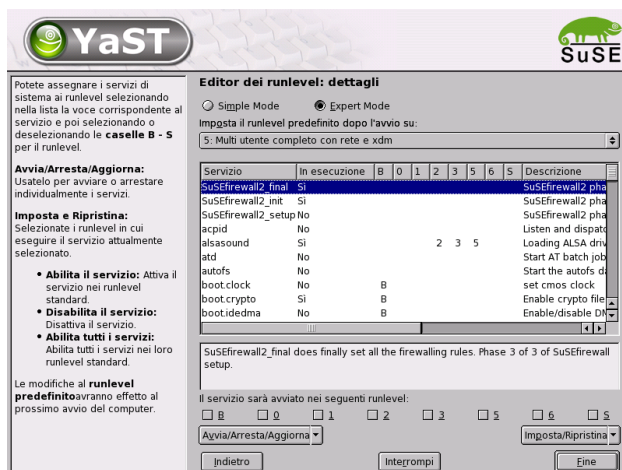 YaST
SuSE
Potete assegnare i servizi di
sistema ai runlevel selezionando
nella lista la voce corrispondente al
servizio e poi selezionando o
deselezionando le caselle B - S
per il runlevel.
Avvia/Arresta/Aggiorna:
Usatelo per avviare o arrestare
individualmente i servizi.
Imposta e Ripristina:
Selezionate i runlevel in cui
eseguire il servizio attualmente
selezionato.
• Abilita il servizio: Attiva il
servizio nei runlevel
standard.
• Disabilita il servizio:
Disattiva il servizio.
• Abilita tutti i servizi:
Abilita tutti i servizi nei loro
runlevel standard.
Le modifiche al runlevel
predefinitoavranno effetto al
prossimo avvio del computer.
Editor dei runlevel: dettagli
Simple Mode Expert Mode
Imposta il runlevel predefinito dopo l'avvio su:
5: Multi utente completo con rete e xdm
Servizio In esecuzione B 0 1 2 3 5 6 S Descrizione
SuSEfirewall2_final Sì SuSEfirewall2 pha
SuSEfirewall2_init Sì SuSEfirewall2 pha
SuSEfirewall2_setup No SuSEfirewall2 pha
acpid No Listen and dispatc
alsasound Sì 2 3 5 Loading ALSA driv
atd No Start AT batch job
autofs No Start the autofs da
boot.clock No B set cmos clock
boot.crypto Sì B Enable crypto file
boot.idedma No B Enable/disable DM
SuSEfirewall2_final does finally set all the firewalling rules. Phase 3 of 3 of SuSEfirewall
setup.
Il servizio sarà avviato nei seguenti runlevel:
B 0 1 2 3 5 6 S
Avvia/Arresta/Aggiorna Imposta/Ripristina
Indietro Interrompi Fine